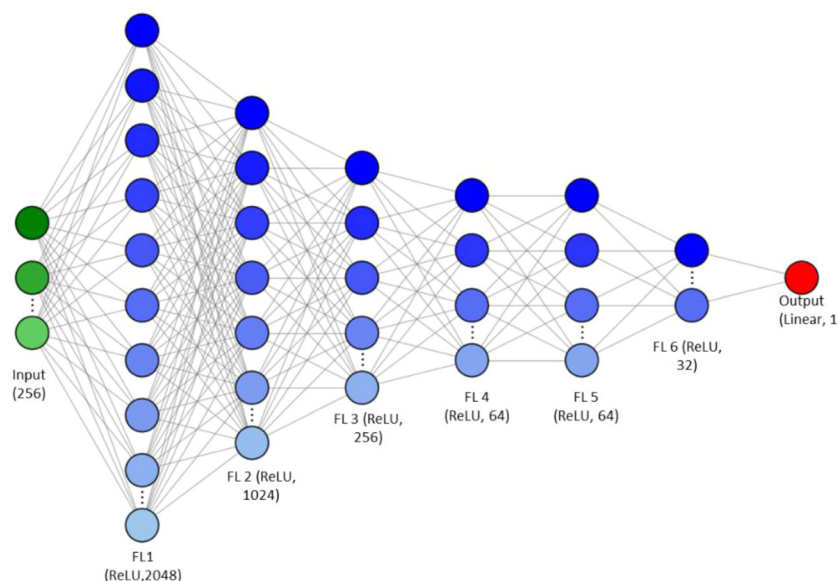 Input
(256)
FL1
(ReLU,2048)
FL 2 (ReLU,
1024)
FL 3 (ReLU,
256)
FL 4
(ReLU, 64)
FL 5
(ReLU, 64)
FL 6 (ReLU,
32)
Output
(Linear, 1